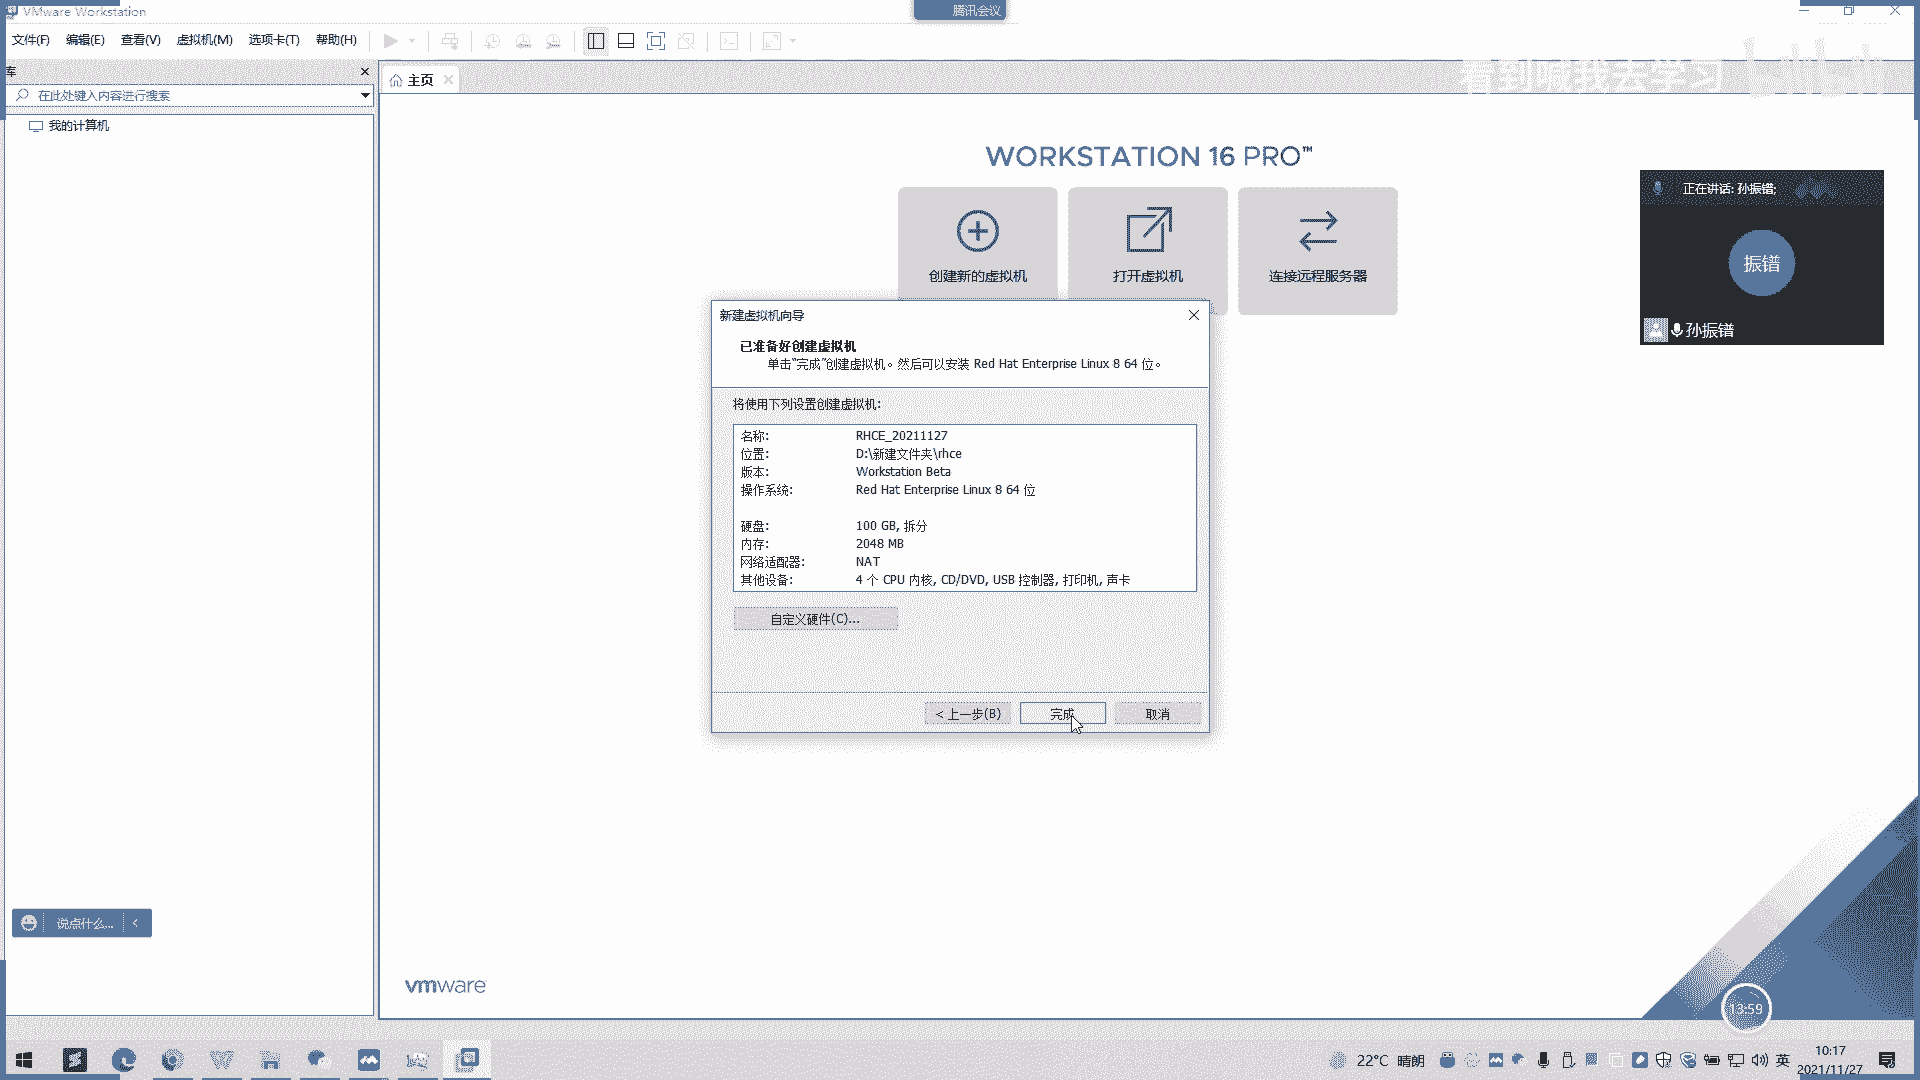 VMware Workstation
腾讯会议
文件(F) 编辑(E) 查看(V) 虚拟机(M) 选项卡(T) 帮助(H)
库
主页
看到喊我去学习
bilibili
在此处键入内容进行搜索
我的计算机
WORKSTATION 16 PRO™
正在讲话: 孙振镨;
创建新的虚拟机 打开虚拟机 连接远程服务器
振镨
孙振镨
新建虚拟机向导
已准备好创建虚拟机
单击“完成”创建虚拟机。然后可以安装 Red Hat Enterprise Linux 8 64 位。
将使用下列设置创建虚拟机:
名称: RHCE_20211127
位置: D:\新建文件夹\rhce
版本: Workstation Beta
操作系统: Red Hat Enterprise Linux 8 64 位
硬盘: 100 GB, 拆分
内存: 2048 MB
网络适配器: NAT
其他设备: 4 个 CPU 内核, CD/DVD, USB 控制器, 打印机, 声卡
自定义硬件(C)...
< 上一步(B) 完成 取消
说点什么...
vmware
13:59
22°C 晴朗
英
10:17
2021/11/27